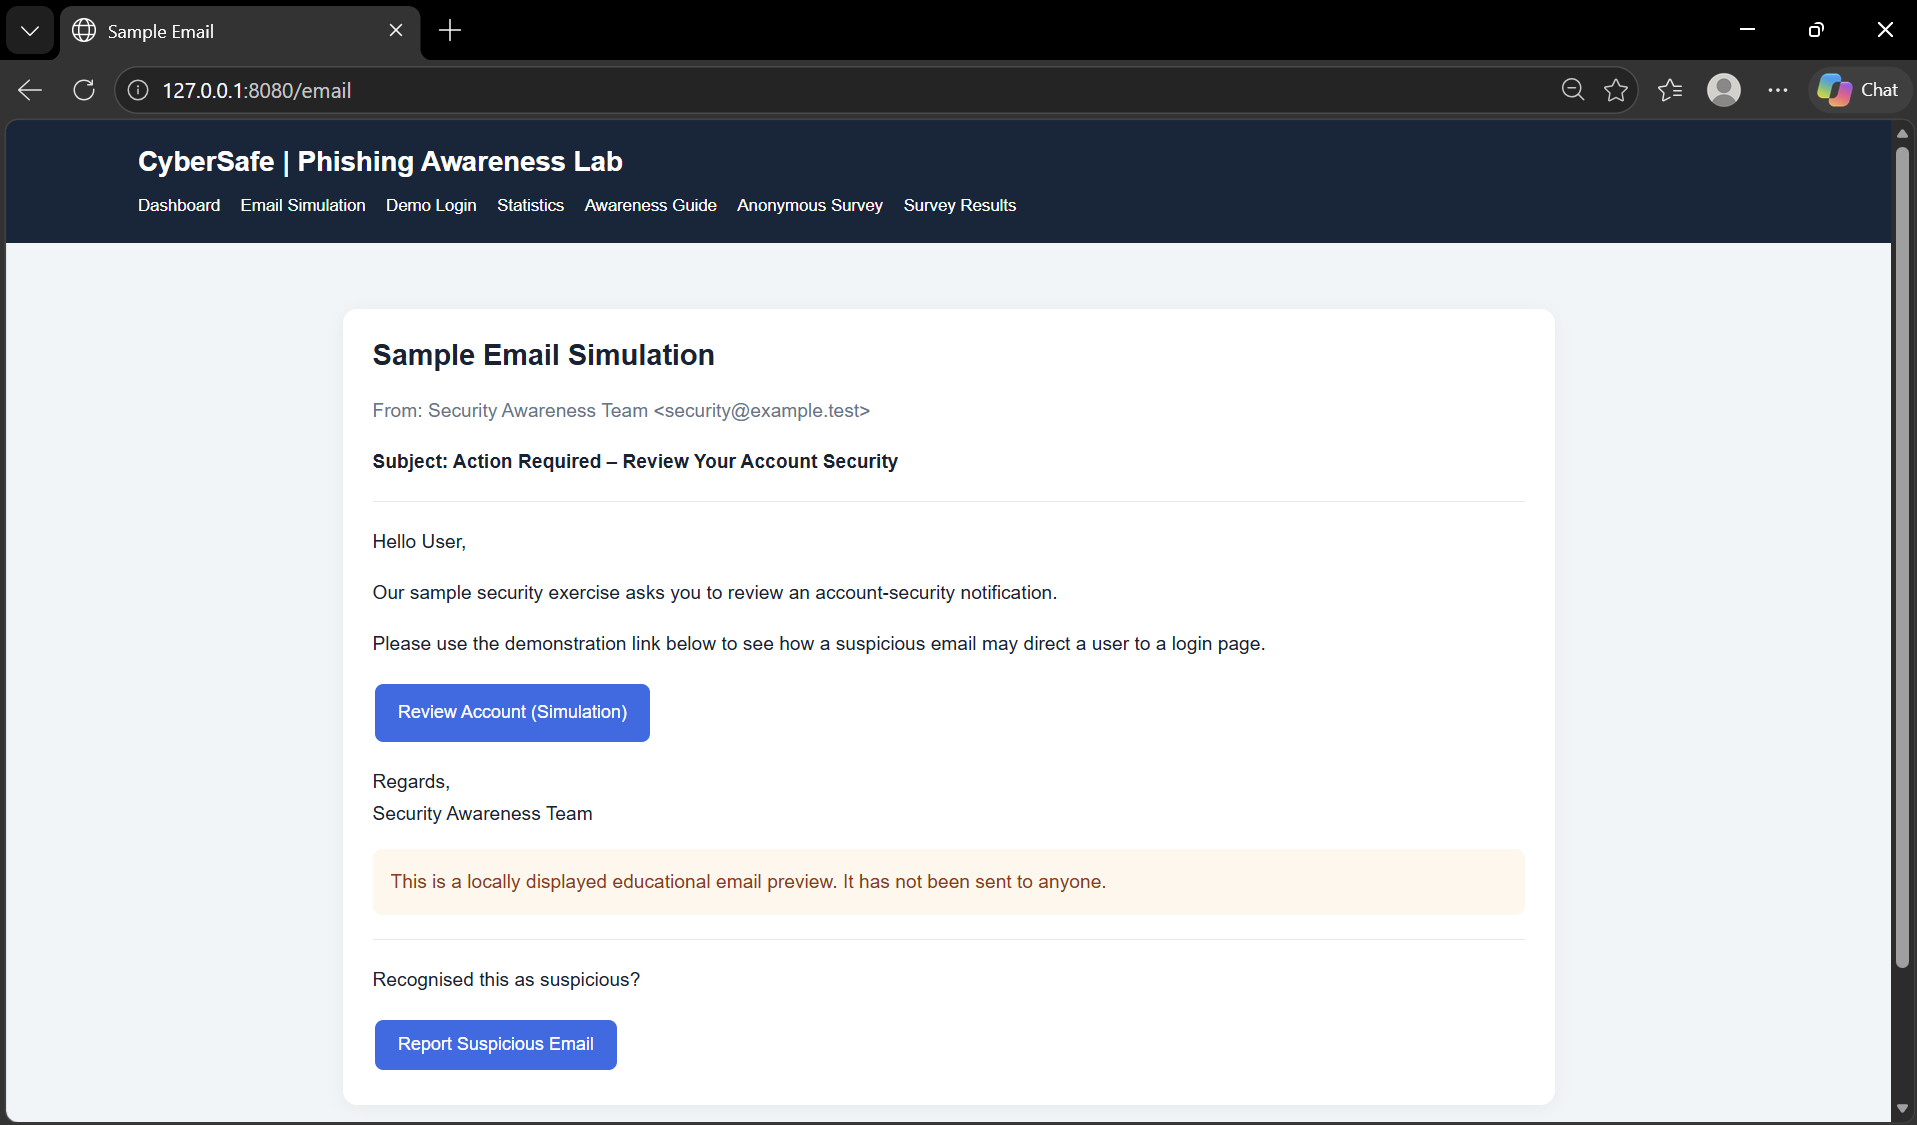 Sample Email
127.0.0.1:8080/email
Chat
CyberSafe | Phishing Awareness Lab
Dashboard Email Simulation Demo Login Statistics Awareness Guide Anonymous Survey Survey Results
Sample Email Simulation
From: Security Awareness Team <security@example.test>
Subject: Action Required – Review Your Account Security
Hello User,
Our sample security exercise asks you to review an account-security notification.
Please use the demonstration link below to see how a suspicious email may direct a user to a login page.
Review Account (Simulation)
Regards,
Security Awareness Team
This is a locally displayed educational email preview. It has not been sent to anyone.
Recognised this as suspicious?
Report Suspicious Email